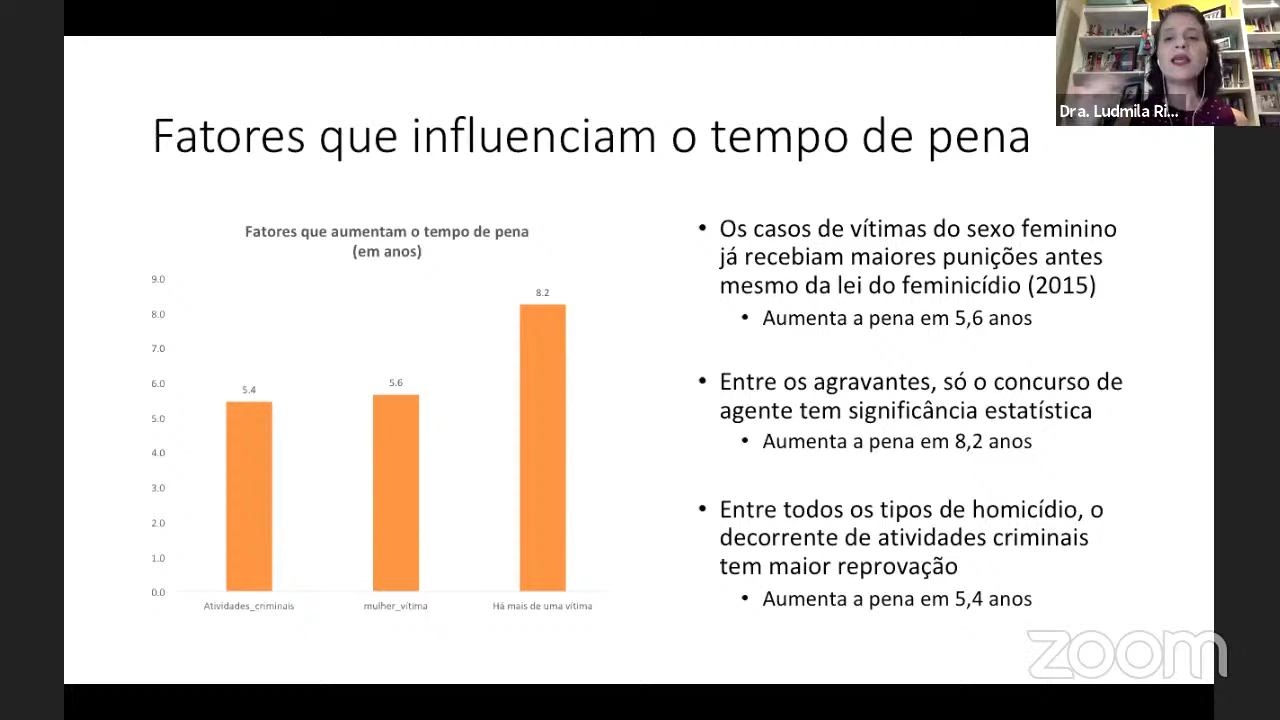 Dra. Ludmila Ri...
Fatores que influenciam o tempo de pena
Fatores que aumentam o tempo de pena
(em anos)
9.0
8.0
7.0
6.0
5.0
4.0
3.0
2.0
1.0
0.0
5.4
5.6
8.2
Atividades_criminais
mulher_vítima
Há mais de uma vítima
• Os casos de vítimas do sexo feminino
já recebiam maiores punições antes
mesmo da lei do feminicídio (2015)
• Aumenta a pena em 5,6 anos
• Entre os agravantes, só o concurso de
agente tem significância estatística
• Aumenta a pena em 8,2 anos
• Entre todos os tipos de homicídio, o
decorrente de atividades criminais
tem maior reprovação
• Aumenta a pena em 5,4 anos
zoom